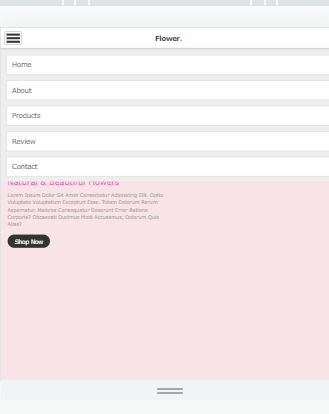 Flower.
Home
About
Products
Review
Contact
Natural & Beautiful Flowers
Lorem Ipsum Dolor Sit Amet Consectetur Adipisicing Elit. Optio
Voluptate Voluptatum Excepturi Esse. Totam Dolorum Rerum
Aspernatur. Maiores Consequatur Deserunt Error Ratione
Corporis? Obcaecati Ducimus Modi Accusamus, Dolorum Quis
Alias?
Shop Now